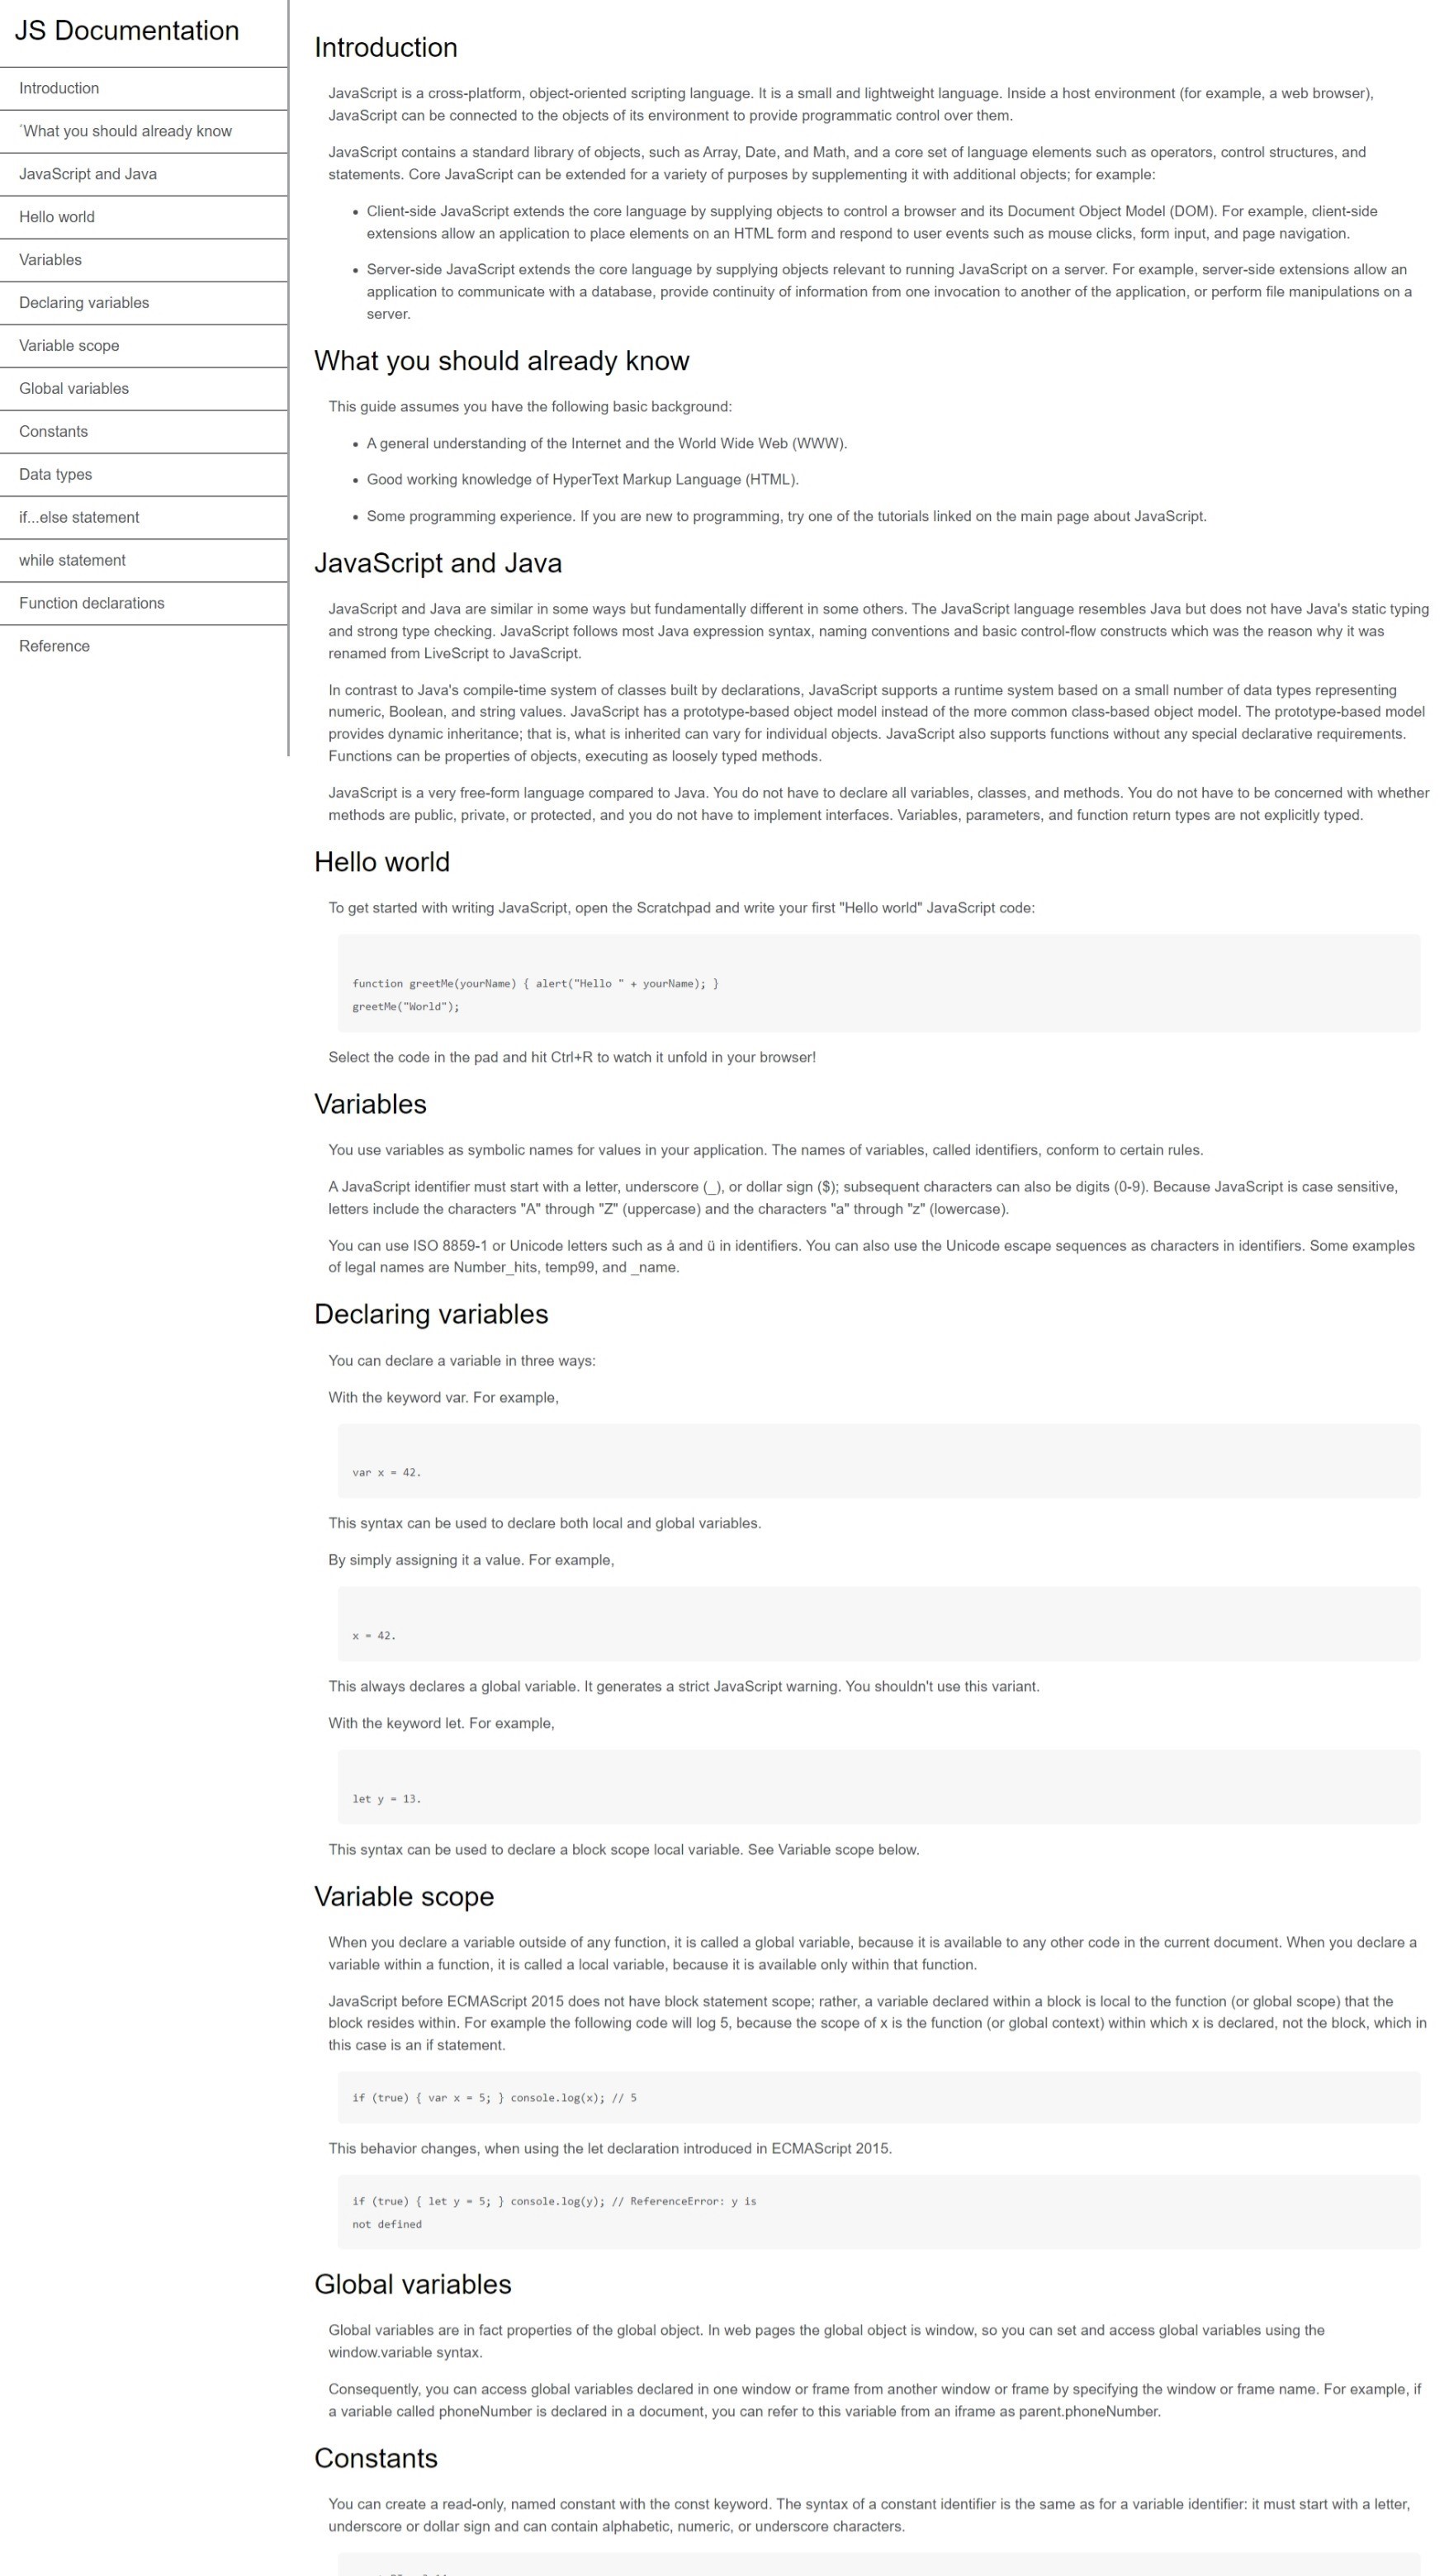 JS Documentation
Introduction
´What you should already know
JavaScript and Java
Hello world
Variables
Declaring variables
Variable scope
Global variables
Constants
Data types
if...else statement
while statement
Function declarations
Reference
Introduction
JavaScript is a cross-platform, object-oriented scripting language. It is a small and lightweight language. Inside a host environment (for example, a web browser),
JavaScript can be connected to the objects of its environment to provide programmatic control over them.
JavaScript contains a standard library of objects, such as Array, Date, and Math, and a core set of language elements such as operators, control structures, and
statements. Core JavaScript can be extended for a variety of purposes by supplementing it with additional objects; for example:
• Client-side JavaScript extends the core language by supplying objects to control a browser and its Document Object Model (DOM). For example, client-side
extensions allow an application to place elements on an HTML form and respond to user events such as mouse clicks, form input, and page navigation.
• Server-side JavaScript extends the core language by supplying objects relevant to running JavaScript on a server. For example, server-side extensions allow an
application to communicate with a database, provide continuity of information from one invocation to another of the application, or perform file manipulations on a
server.
What you should already know
This guide assumes you have the following basic background:
• A general understanding of the Internet and the World Wide Web (WWW).
• Good working knowledge of HyperText Markup Language (HTML).
• Some programming experience. If you are new to programming, try one of the tutorials linked on the main page about JavaScript.
JavaScript and Java
JavaScript and Java are similar in some ways but fundamentally different in some others. The JavaScript language resembles Java but does not have Java's static typing
and strong type checking. JavaScript follows most Java expression syntax, naming conventions and basic control-flow constructs which was the reason why it was
renamed from LiveScript to JavaScript.
In contrast to Java's compile-time system of classes built by declarations, JavaScript supports a runtime system based on a small number of data types representing
numeric, Boolean, and string values. JavaScript has a prototype-based object model instead of the more common class-based object model. The prototype-based model
provides dynamic inheritance; that is, what is inherited can vary for individual objects. JavaScript also supports functions without any special declarative requirements.
Functions can be properties of objects, executing as loosely typed methods.
JavaScript is a very free-form language compared to Java. You do not have to declare all variables, classes, and methods. You do not have to be concerned with whether
methods are public, private, or protected, and you do not have to implement interfaces. Variables, parameters, and function return types are not explicitly typed.
Hello world
To get started with writing JavaScript, open the Scratchpad and write your first "Hello world" JavaScript code:
function greetMe(yourName) { alert("Hello " + yourName); }
greetMe("World");
Select the code in the pad and hit Ctrl+R to watch it unfold in your browser!
Variables
You use variables as symbolic names for values in your application. The names of variables, called identifiers, conform to certain rules.
A JavaScript identifier must start with a letter, underscore (_), or dollar sign ($); subsequent characters can also be digits (0-9). Because JavaScript is case sensitive,
letters include the characters "A" through "Z" (uppercase) and the characters "a" through "z" (lowercase).
You can use ISO 8859-1 or Unicode letters such as å and ü in identifiers. You can also use the Unicode escape sequences as characters in identifiers. Some examples
of legal names are Number_hits, temp99, and _name.
Declaring variables
You can declare a variable in three ways:
With the keyword var. For example,
var x = 42.
This syntax can be used to declare both local and global variables.
By simply assigning it a value. For example,
x = 42.
This always declares a global variable. It generates a strict JavaScript warning. You shouldn't use this variant.
With the keyword let. For example,
let y = 13.
This syntax can be used to declare a block scope local variable. See Variable scope below.
Variable scope
When you declare a variable outside of any function, it is called a global variable, because it is available to any other code in the current document. When you declare a
variable within a function, it is called a local variable, because it is available only within that function.
JavaScript before ECMAScript 2015 does not have block statement scope; rather, a variable declared within a block is local to the function (or global scope) that the
block resides within. For example the following code will log 5, because the scope of x is the function (or global context) within which x is declared, not the block, which in
this case is an if statement.
if (true) { var x = 5; } console.log(x); // 5
This behavior changes, when using the let declaration introduced in ECMAScript 2015.
if (true) { let y = 5; } console.log(y); // ReferenceError: y is
not defined
Global variables
Global variables are in fact properties of the global object. In web pages the global object is window, so you can set and access global variables using the
window.variable syntax.
Consequently, you can access global variables declared in one window or frame from another window or frame by specifying the window or frame name. For example, if
a variable called phoneNumber is declared in a document, you can refer to this variable from an iframe as parent.phoneNumber.
Constants
You can create a read-only, named constant with the const keyword. The syntax of a constant identifier is the same as for a variable identifier: it must start with a letter,
underscore or dollar sign and can contain alphabetic, numeric, or underscore characters.